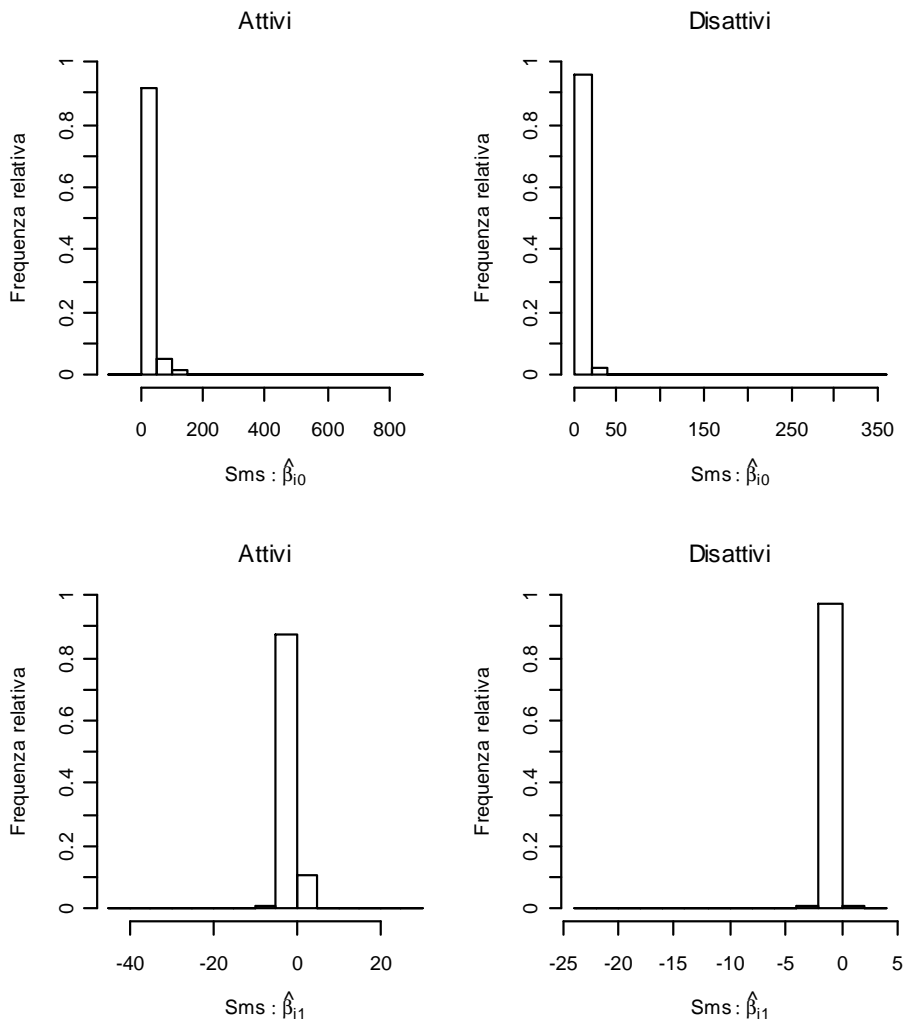 Attivi
Frequenza relativa
0 0.2 0.4 0.6 0.8 1
0 200 400 600 800
Sms : β̂i0
Disattivi
Frequenza relativa
0 0.2 0.4 0.6 0.8 1
0 50 150 250 350
Sms : β̂i0
Attivi
Frequenza relativa
0 0.2 0.4 0.6 0.8 1
-40 -20 0 20
Sms : β̂i1
Disattivi
Frequenza relativa
0 0.2 0.4 0.6 0.8 1
-25 -15 -5 0 5
Sms : β̂i1